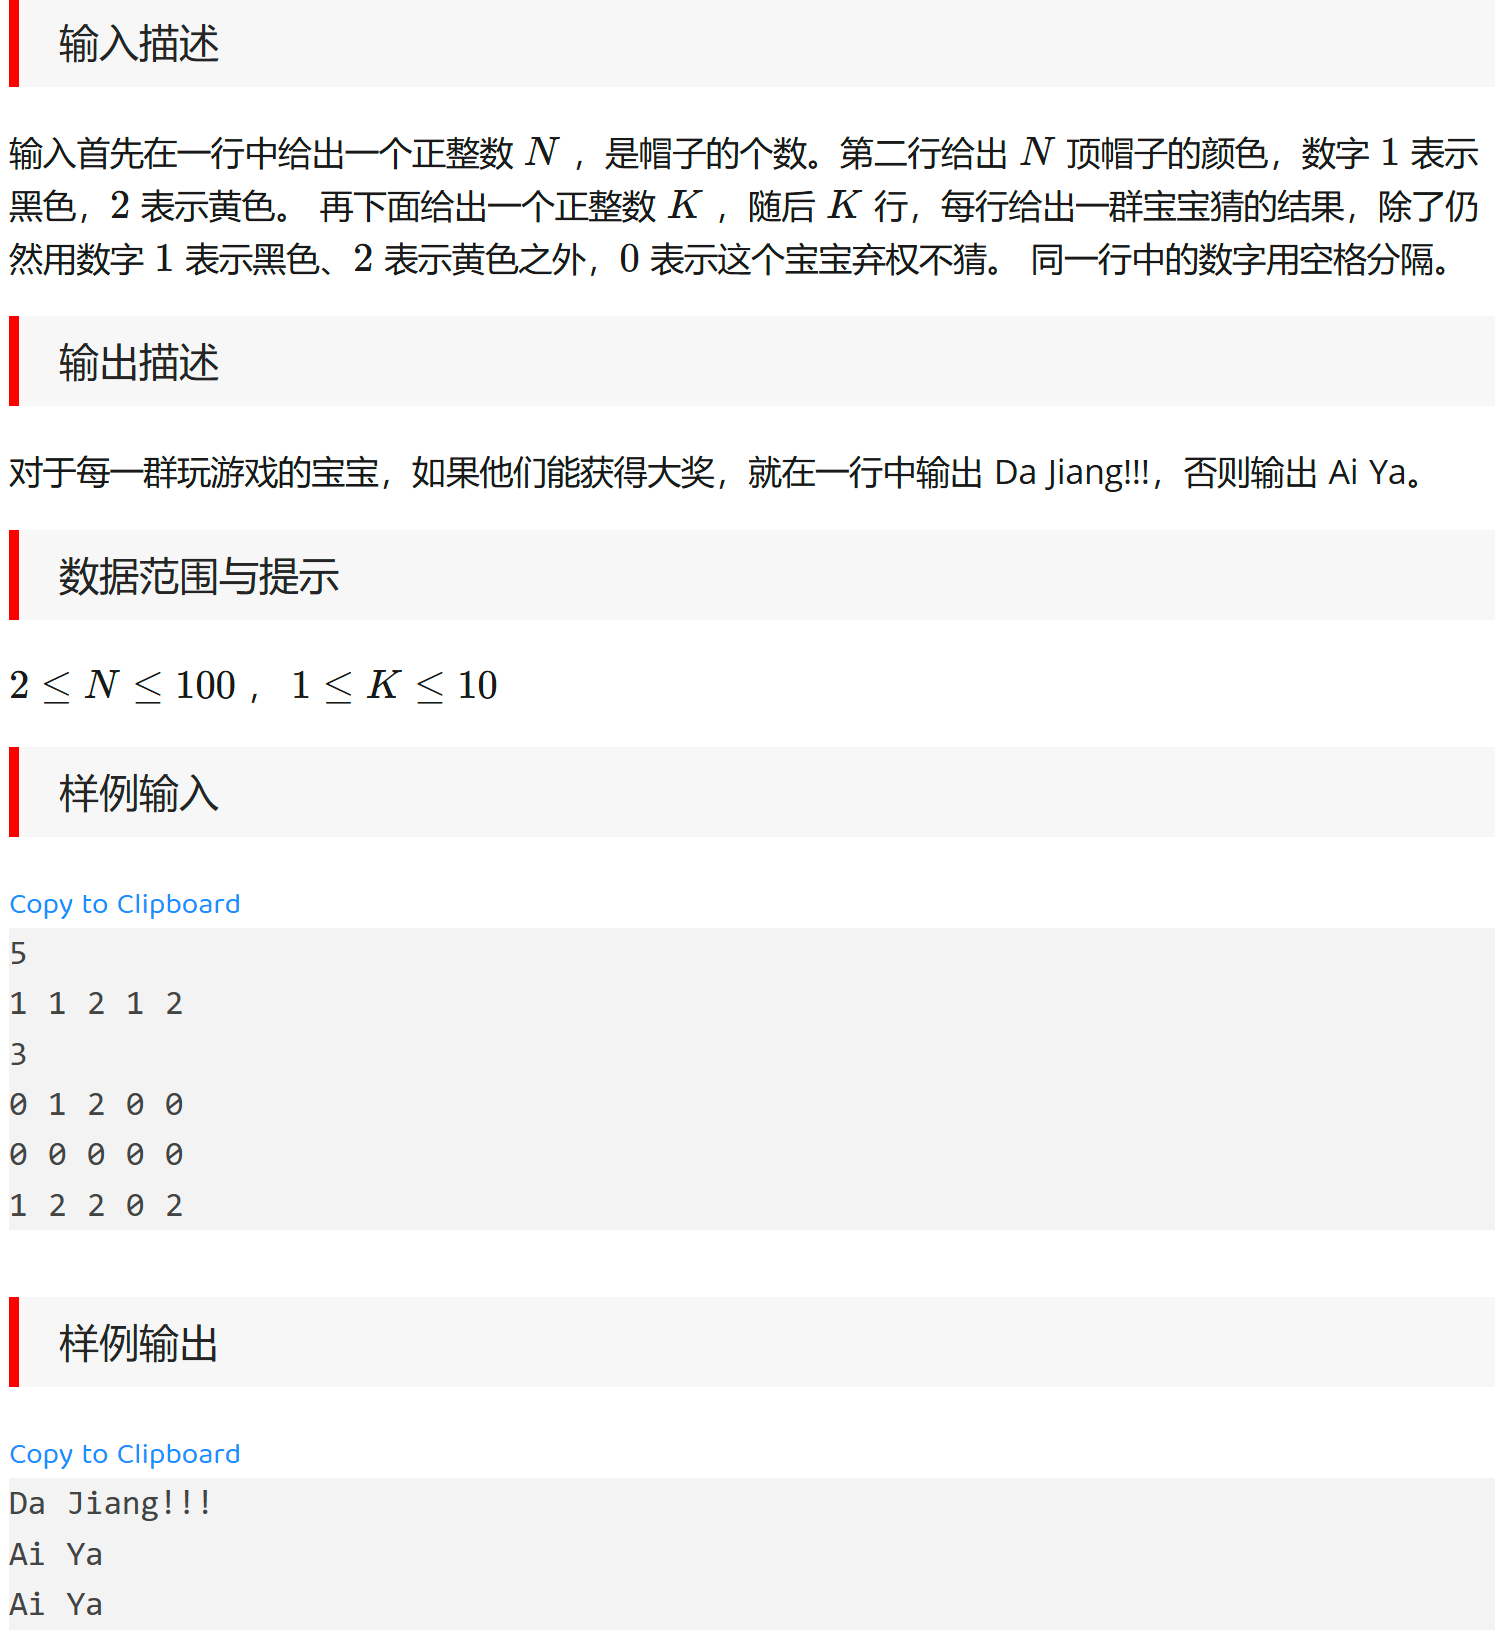 输入描述
输入首先在一行中给出一个正整数 N ，是帽子的个数。第二行给出 N 顶帽子的颜色，数字 1 表示
黑色，2 表示黄色。 再下面给出一个正整数 K ，随后 K 行，每行给出一群宝宝猜的结果，除了仍
然用数字 1 表示黑色、2 表示黄色之外，0 表示这个宝宝弃权不猜。 同一行中的数字用空格分隔。
输出描述
对于每一群玩游戏的宝宝，如果他们能获得大奖，就在一行中输出 Da Jiang!!!，否则输出 Ai Ya。
数据范围与提示
2 ≤ N ≤ 100 ， 1 ≤ K ≤ 10
样例输入
Copy to Clipboard
5
1 1 2 1 2
3
0 1 2 0 0
0 0 0 0 0
1 2 2 0 2
样例输出
Copy to Clipboard
Da Jiang!!!
Ai Ya
Ai Ya